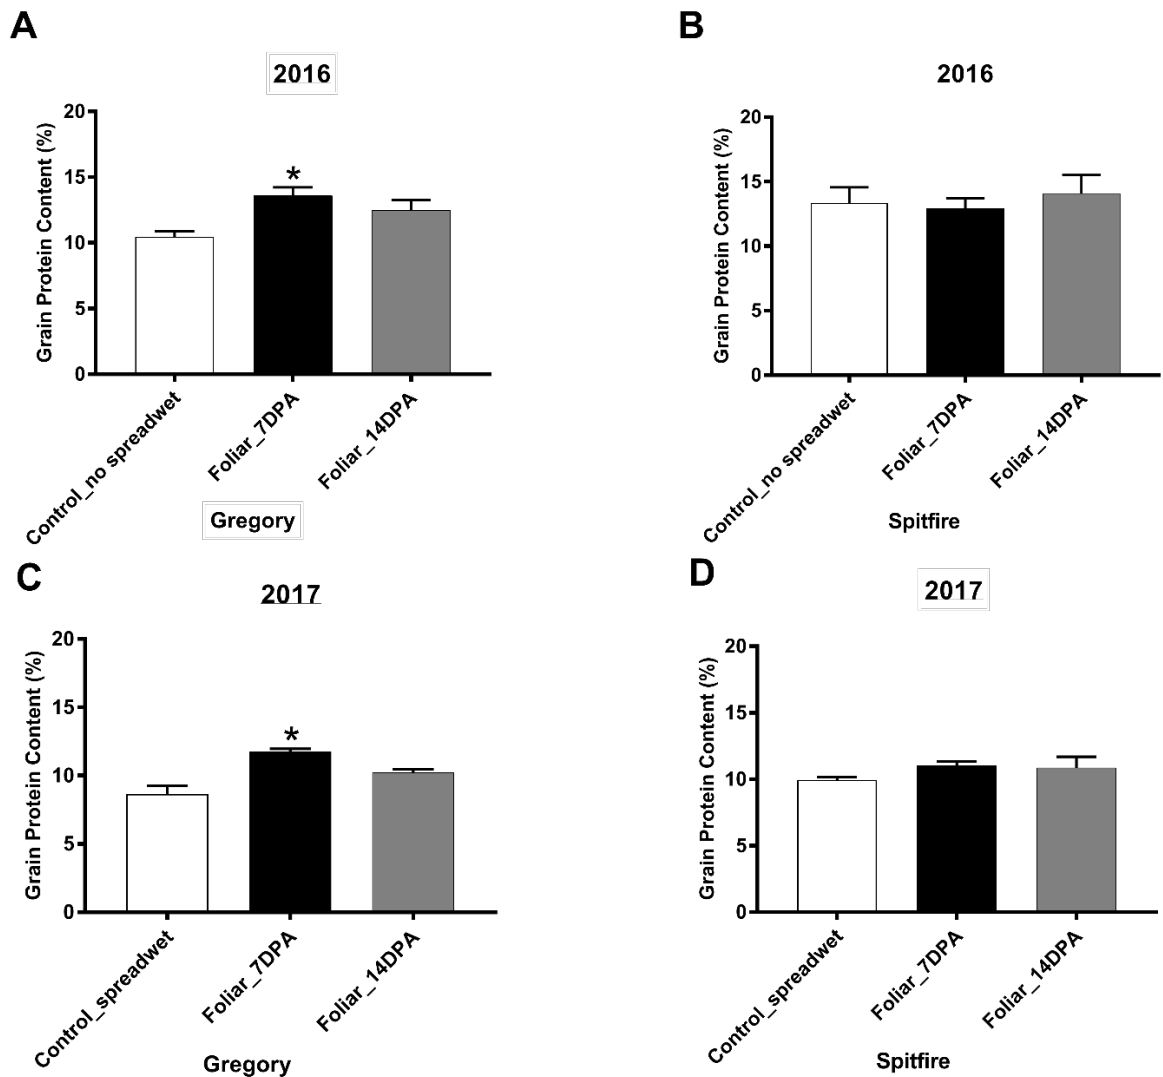 A
2016
Grain Protein Content (%)
20
15
10
5
0
*
Control_no spreadwet
Foliar_7DPA
Foliar_14DPA
Gregory
B
2016
Grain Protein Content (%)
20
15
10
5
0
Control_no spreadwet
Foliar_7DPA
Foliar_14DPA
Spitfire
C
2017
Grain Protein Content (%)
20
15
10
5
0
*
Control_spreadwet
Foliar_7DPA
Foliar_14DPA
Gregory
D
2017
Grain Protein Content (%)
20
15
10
5
0
Control_spreadwet
Foliar_7DPA
Foliar_14DPA
Spitfire